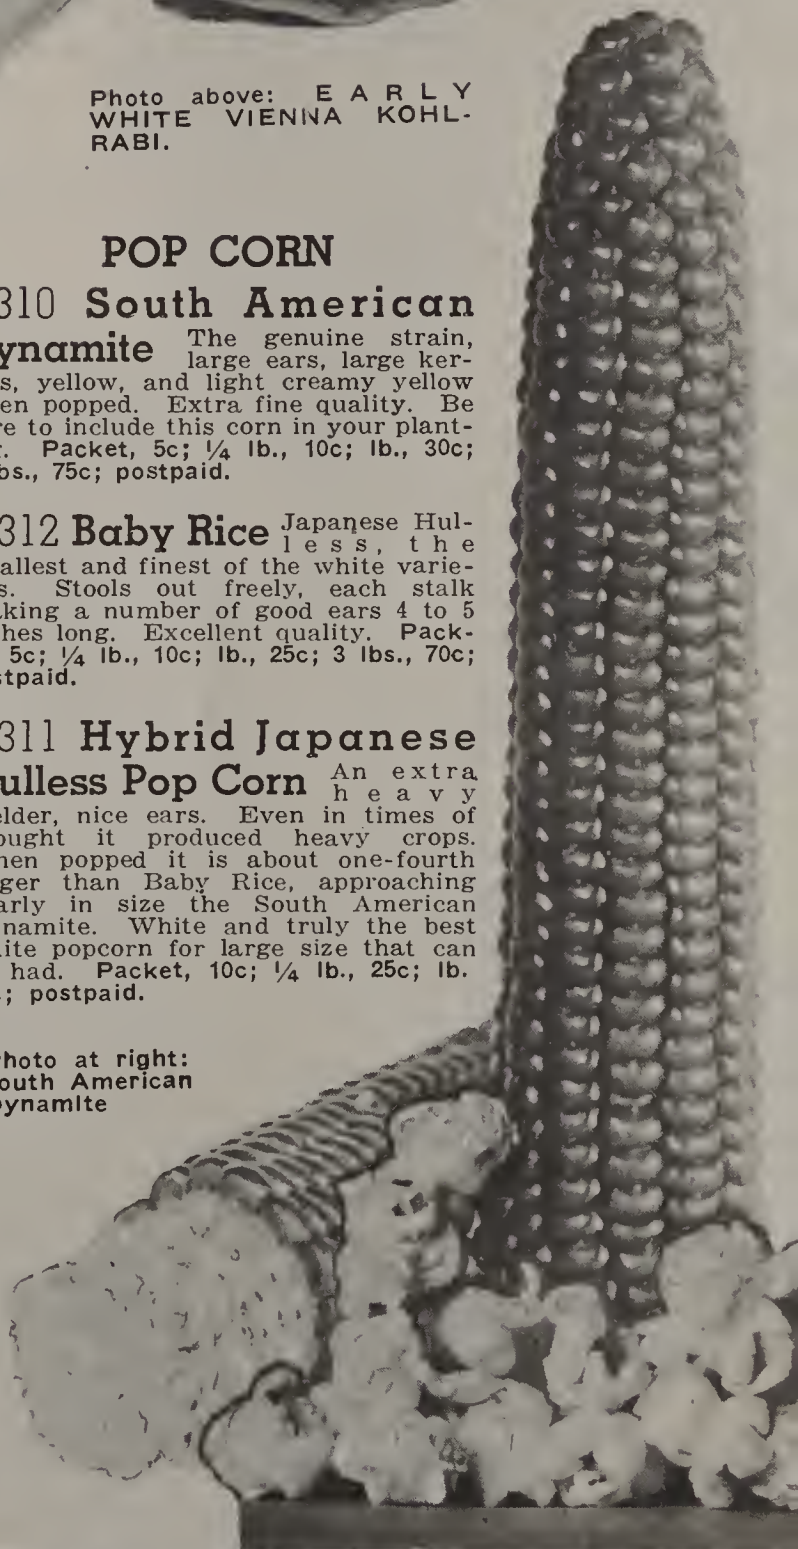 Photo above: EARLY
WHITE VIENNA KOHL-
RABI.
POP CORN
310 South American
ynamite The genuine strain,
large ears, large ker-
s, yellow, and light creamy yellow
en popped. Extra fine quality. Be
re to include this corn in your plant-
. Packet, 5c; ¼ lb., 10c; lb., 30c;
bs., 75c; postpaid.
312 Baby Rice Japanese Hul-
less, the
allest and finest of the white varie-
s. Stools out freely, each stalk
king a number of good ears 4 to 5
hes long. Excellent quality. Pack-
5c; ¼ lb., 10c; lb., 25c; 3 lbs., 70c;
stpaid.
311 Hybrid Japanese
ulless Pop Corn An extra
heavy
elder, nice ears. Even in times of
ought it produced heavy crops.
hen popped it is about one-fourth
ger than Baby Rice, approaching
arly in size the South American
namite. White and truly the best
ite popcorn for large size that can
had. Packet, 10c; ¼ lb., 25c; lb.
; postpaid.
hoto at right:
outh American
ynamite